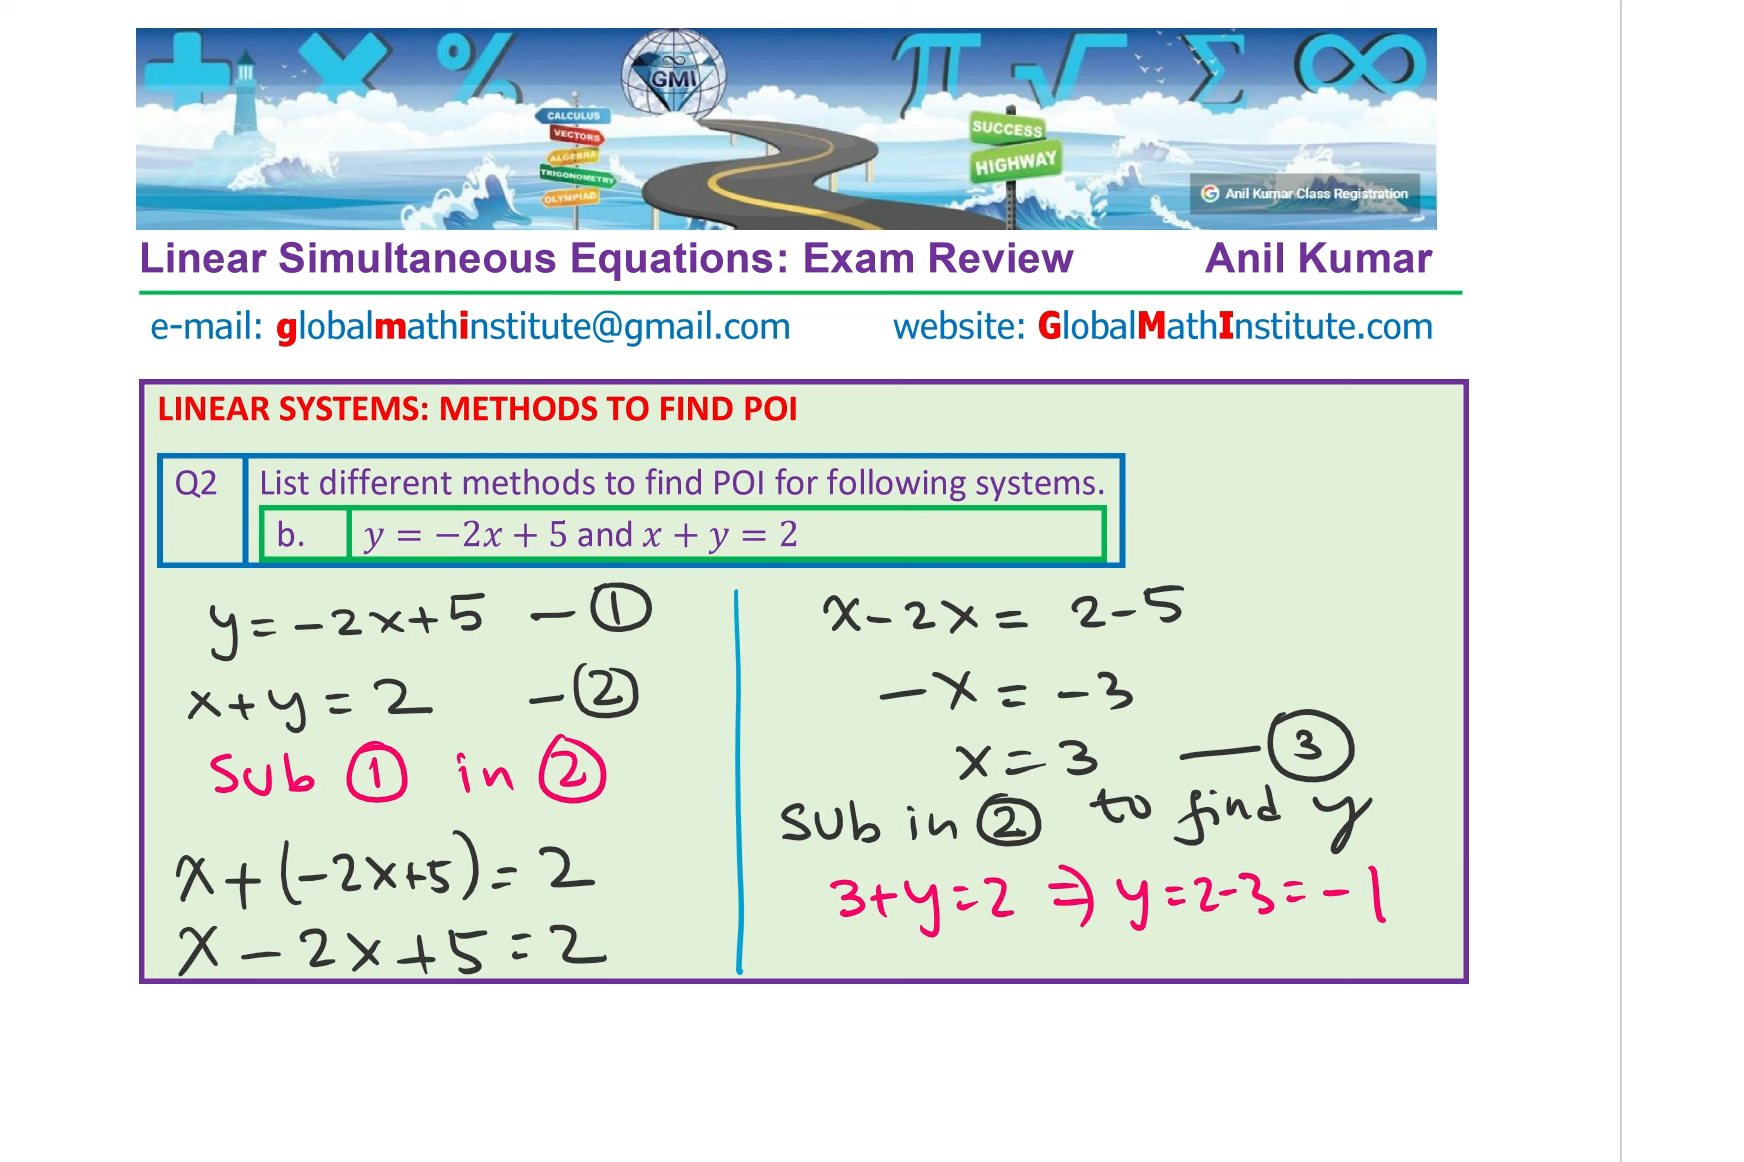 + × % GMI π √ Σ ∞
CALCULUS
VECTORS
ALGEBRA
TRIGONOMETRY
OLYMPIAD
SUCCESS
HIGHWAY
G Anil Kumar Class Registration
Linear Simultaneous Equations: Exam Review Anil Kumar
e-mail: globalmathinstitute@gmail.com website: GlobalMathInstitute.com
LINEAR SYSTEMS: METHODS TO FIND POI
Q2 List different methods to find POI for following systems.
b. y = −2x + 5 and x + y = 2
y = -2x+5 - ①
x+y = 2 - ②
Sub ① in ②
x+(-2x+5) = 2
x - 2x+5 = 2
x-2x = 2-5
-x = -3
x = 3 — ③
Sub in ② to find y
3+y=2 ⇒ y=2-3=-1